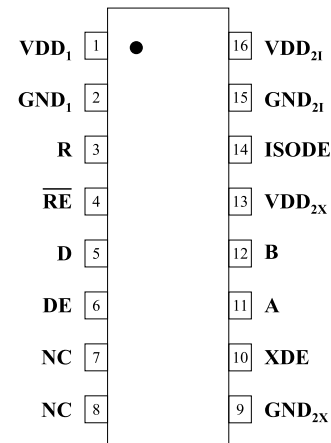 VDD₁ 1 16 VDD₂I
GND₁ 2 15 GND₂I
R 3 14 ISODE
R̅E̅ 4 13 VDD₂X
D 5 12 B
DE 6 11 A
NC 7 10 XDE
NC 8 9 GND₂X